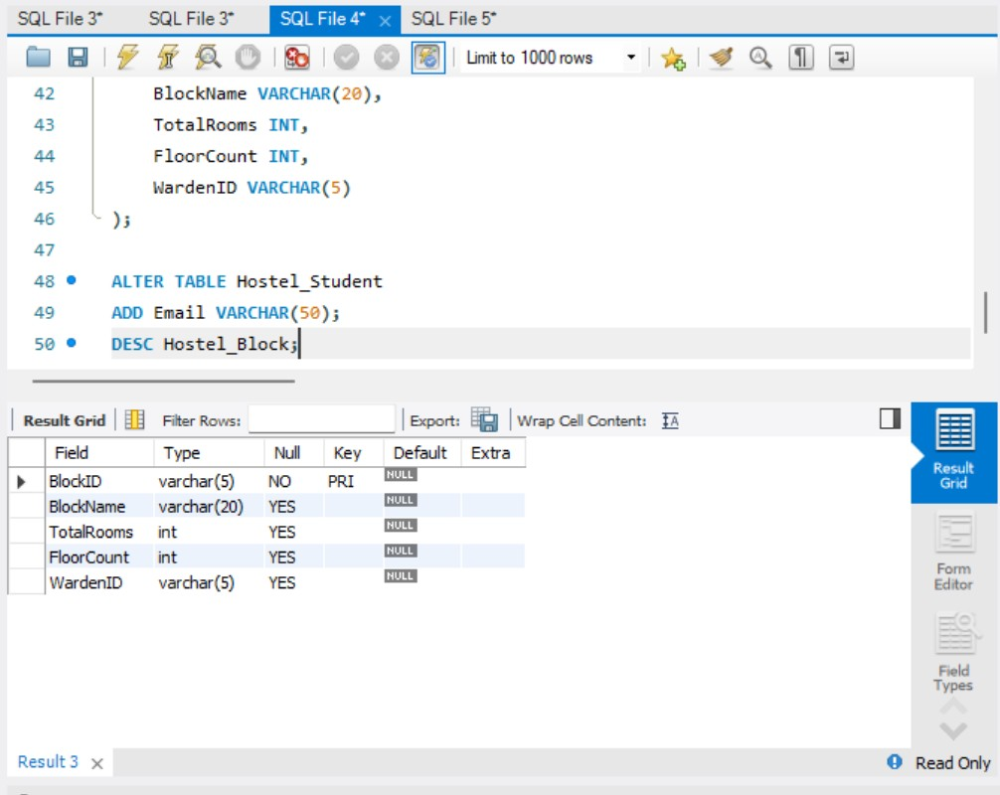 SQL File 3* SQL File 3* SQL File 4* × SQL File 5*
Limit to 1000 rows
42 BlockName VARCHAR(20),
43 TotalRooms INT,
44 FloorCount INT,
45 WardenID VARCHAR(5)
46 );
47
48 ALTER TABLE Hostel_Student
49 ADD Email VARCHAR(50);
50 DESC Hostel_Block;
Result Grid Filter Rows: Export: Wrap Cell Content: IA
Field Type Null Key Default Extra
BlockID varchar(5) NO PRI NULL
BlockName varchar(20) YES NULL
TotalRooms int YES NULL
FloorCount int YES NULL
WardenID varchar(5) YES NULL
Result
Grid
Form
Editor
Field
Types
Result 3 × Read Only